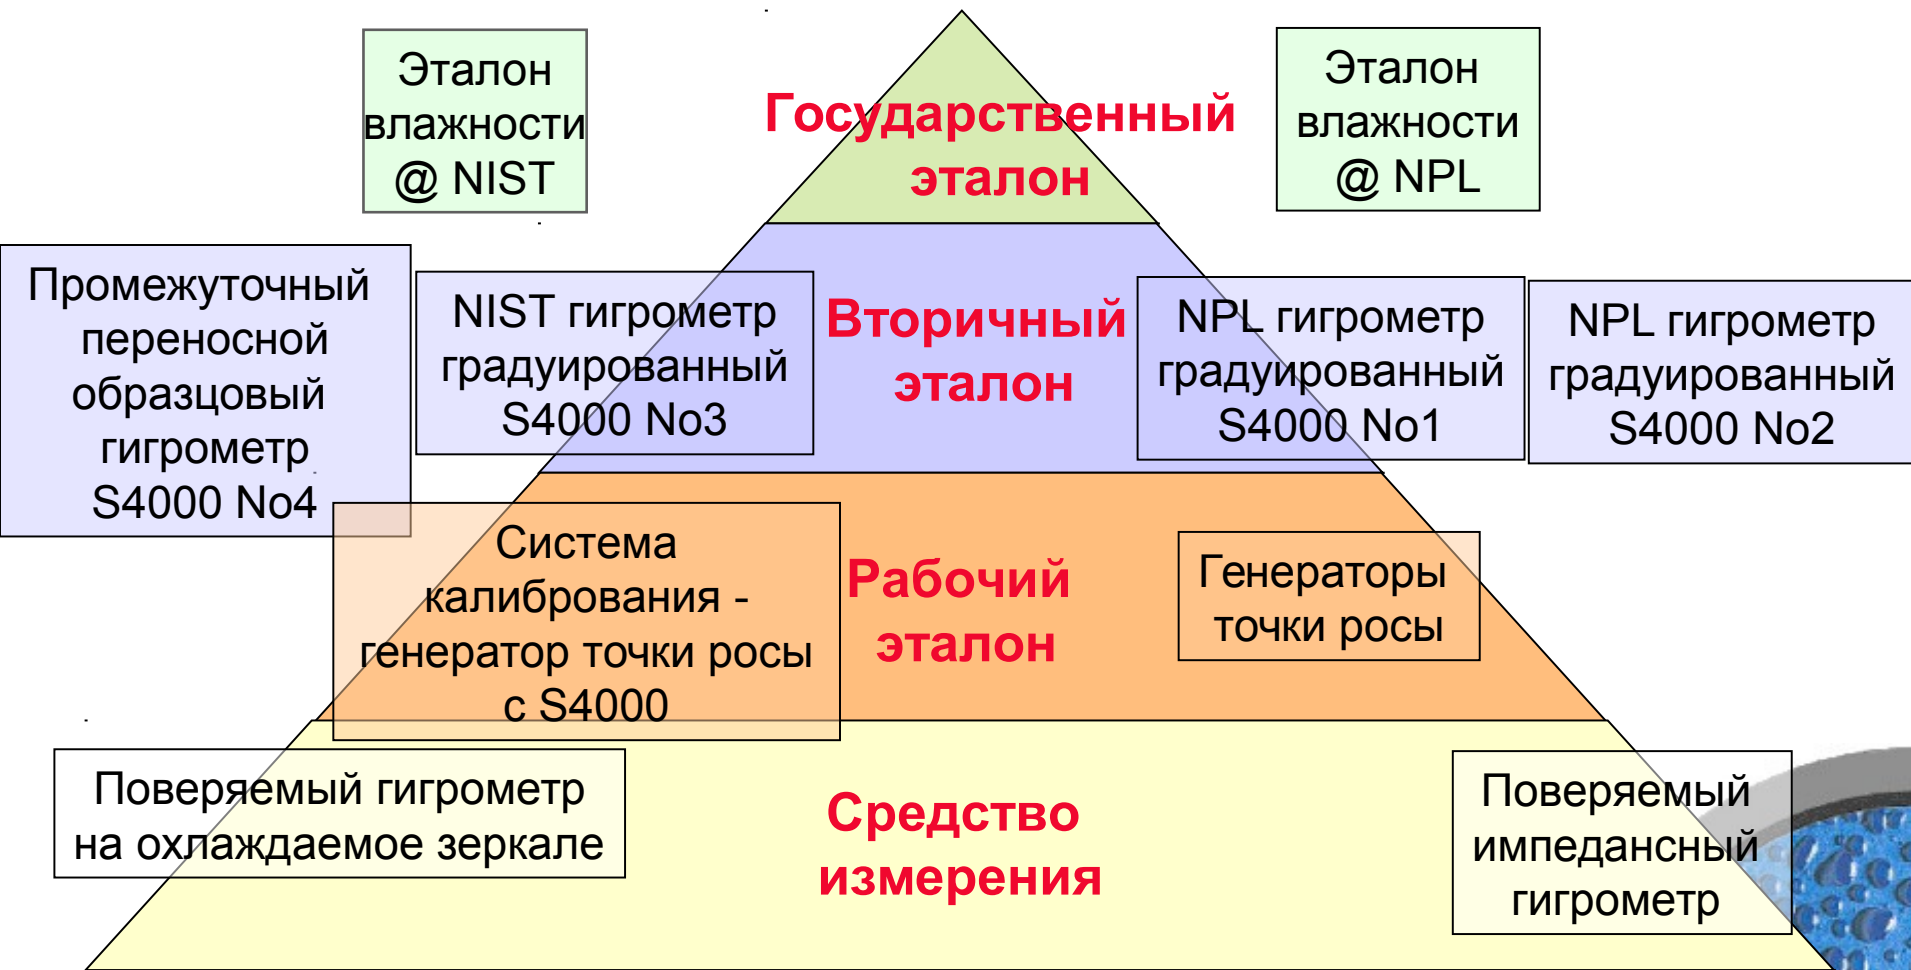 Эталон
влажности
@ NIST
Государственный
эталон
Эталон
влажности
@ NPL
Промежуточный
переносной
образцовый
гигрометр
S4000 No4
NIST гигрометр
градуированный
S4000 No3
Вторичный
эталон
NPL гигрометр
градуированный
S4000 No1
NPL гигрометр
градуированный
S4000 No2
Система
калибрования -
генератор точки росы
с S4000
Рабочий
эталон
Генераторы
точки росы
Поверяемый гигрометр
на охлаждаемое зеркале
Средство
измерения
Поверяемый
импедансный
гигрометр